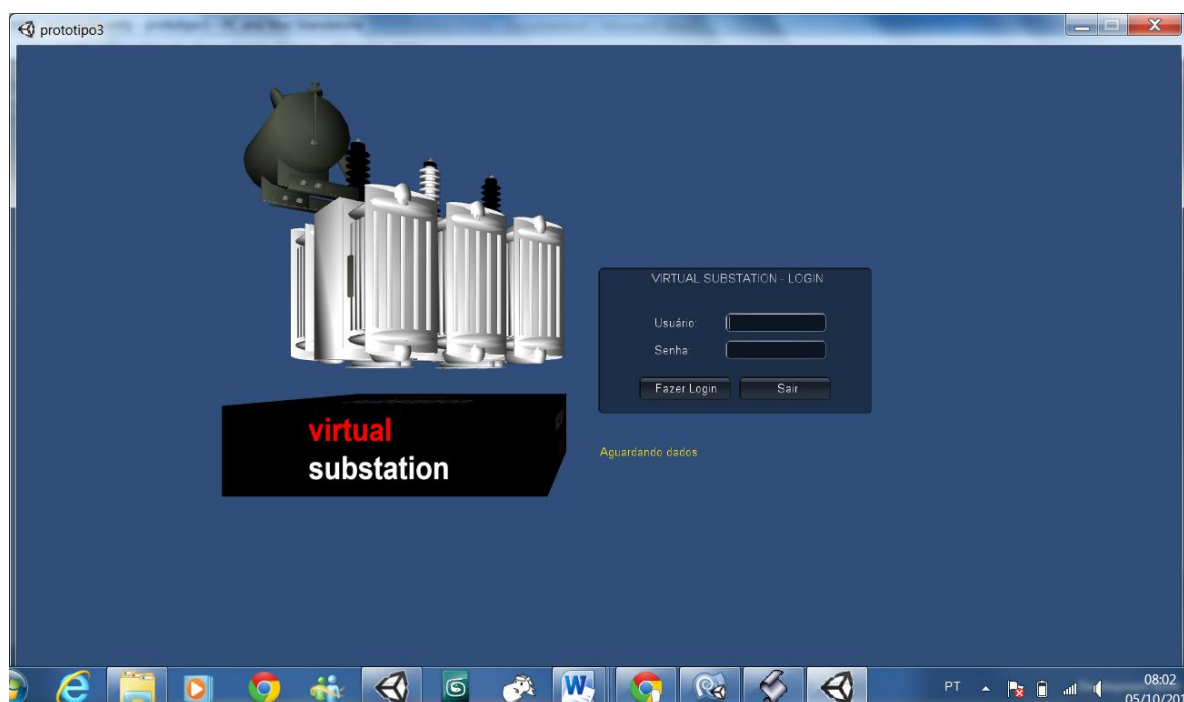 prototipo3
VIRTUAL SUBSTATION - LOGIN
Usuário:
Senha:
Fazer Login
Sair
virtual
substation
Aguardando dados
PT
08:02